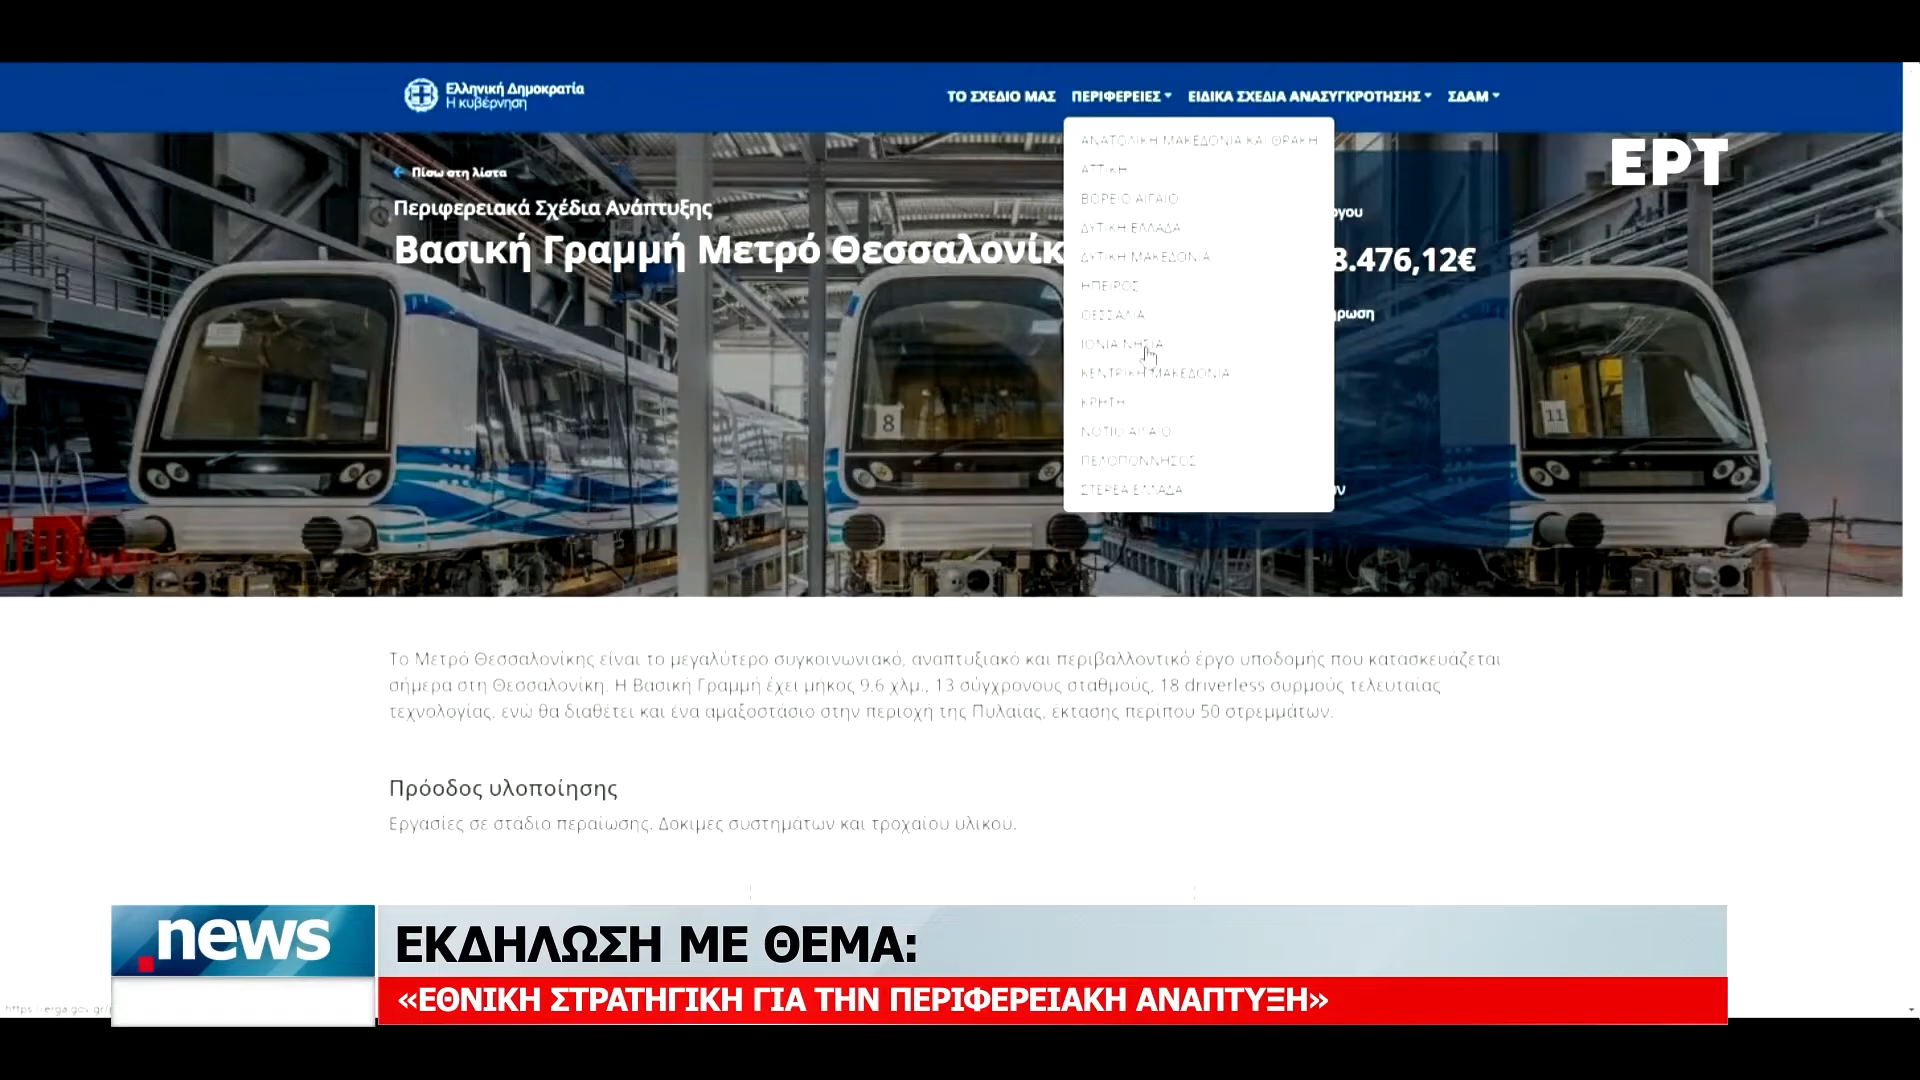 Ελληνική Δημοκρατία
Η κυβέρνηση
ΤΟ ΣΧΕΔΙΟ ΜΑΣ ΠΕΡΙΦΕΡΕΙΕΣ ΕΙΔΙΚΑ ΣΧΕΔΙΑ ΑΝΑΣΥΓΚΡΟΤΗΣΗΣ ΣΔΑΜ
ΕΡΤ
Πίσω στη λίστα
Περιφερειακά Σχέδια Ανάπτυξης
Βασική Γραμμή Μετρό Θεσσαλονίκ
ΑΝΑΤΟΛΙΚΗ ΜΑΚΕΔΟΝΙΑ ΚΑΙ ΘΡΑΚΗ
ΑΤΤΙΚΗ
ΒΟΡΕΙΟ ΑΙΓΑΙΟ
ΔΥΤΙΚΗ ΕΛΛΑΔΑ
ΔΥΤΙΚΗ ΜΑΚΕΔΟΝΙΑ
ΗΠΕΙΡΟΣ
ΘΕΣΣΑΛΙΑ
ΙΟΝΙΑ ΝΗΣΙΑ
ΚΕΝΤΡΙΚΗ ΜΑΚΕΔΟΝΙΑ
ΚΡΗΤΗ
ΝΟΤΙΟ ΑΙΓΑΙΟ
ΠΕΛΟΠΟΝΝΗΣΟΣ
ΣΤΕΡΕΑ ΕΛΛΑΔΑ
8.476,12€
8
11
Το Μετρό Θεσσαλονίκης είναι το μεγαλύτερο συγκοινωνιακό, αναπτυξιακό και περιβαλλοντικό έργο υποδομής που κατασκευάζεται
σήμερα στη Θεσσαλονίκη. Η Βασική Γραμμή έχει μήκος 9.6 χλμ., 13 σύγχρονους σταθμούς, 18 driverless συρμούς τελευταίας
τεχνολογίας, ενώ θα διαθέτει και ένα αμαξοστάσιο στην περιοχή της Πυλαίας, έκτασης περίπου 50 στρεμμάτων.
Πρόοδος υλοποίησης
Εργασίες σε στάδιο περαίωσης. Δοκιμές συστημάτων και τροχαίου υλικού.
.news
ΕΚΔΗΛΩΣΗ ΜΕ ΘΕΜΑ:
«ΕΘΝΙΚΗ ΣΤΡΑΤΗΓΙΚΗ ΓΙΑ ΤΗΝ ΠΕΡΙΦΕΡΕΙΑΚΗ ΑΝΑΠΤΥΞΗ»